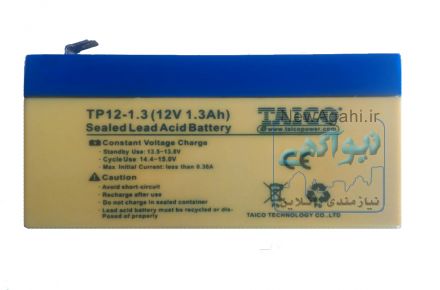 TP12-1.3 (12V 1.3Ah)
Sealed Lead Acid Battery
TAICO
www.taicopower.com
Constant Voltage Charge
• Standby Use: 13.5~13.8V
• Cycle Use: 14.4~15.0V
Max. Initial Current: less than 0.36A
CE
Caution:
• Avoid short-circuit
• Recharge after use
• Do not charge in sealed container
• Lead acid battery must be recycled or dis-
posed of properly
Pb
TAICO TECHNOLOGY CO., LTD
NewAgahi.ir
نیوآگهی
نیازمندی آنلاین